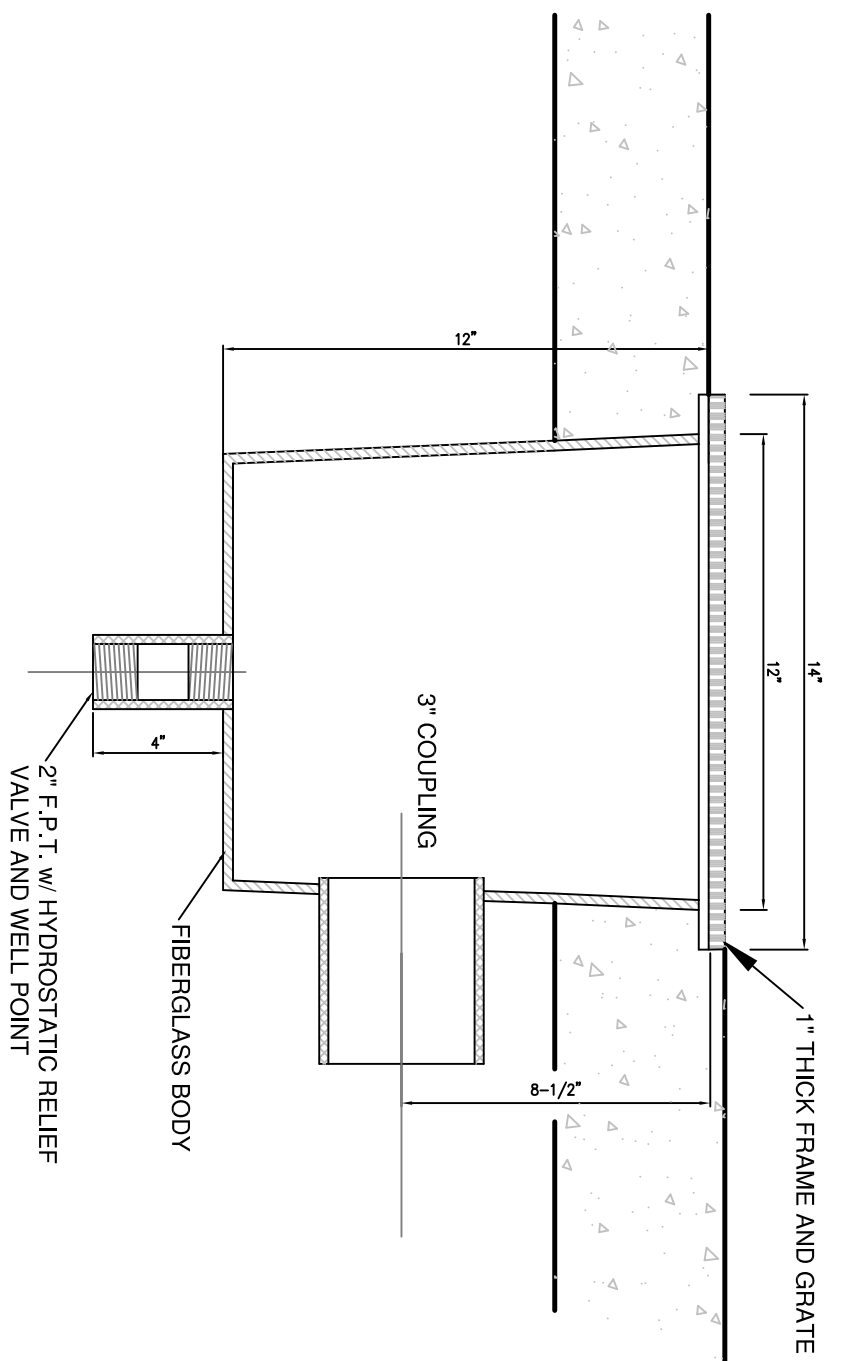 1" THICK FRAME AND GRATE
14"
12"
12"
8-1/2"
3" COUPLING
4"
FIBERGLASS BODY
2" F.P.T. w/ HYDROSTATIC RELIEF
VALVE AND WELL POINT